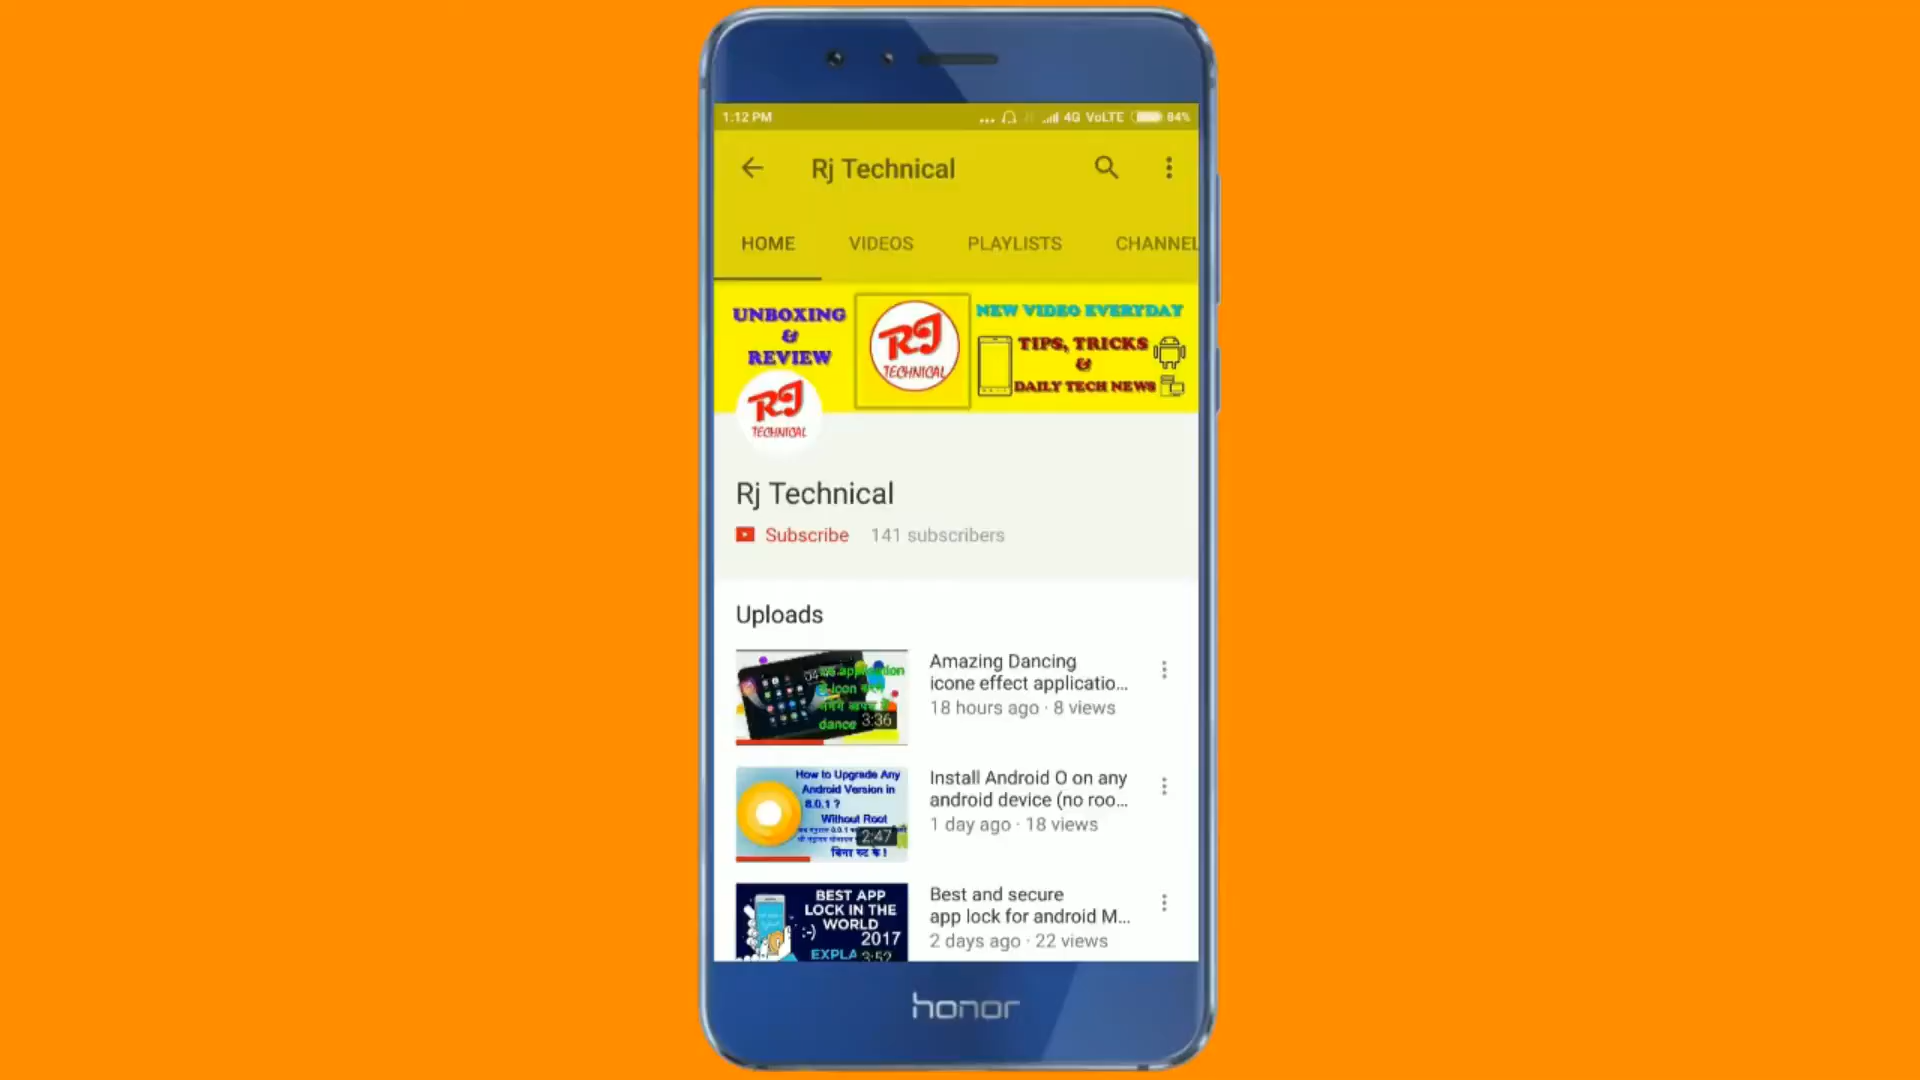 1:12 PM
4G VoLTE 84%
Rj Technical
HOME VIDEOS PLAYLISTS CHANNEL
UNBOXING
&
REVIEW
RJ
TECHNICAL
NEW VIDEO EVERYDAY
TIPS, TRICKS
&
DAILY TECH NEWS
RJ
TECHNICAL
Rj Technical
Subscribe 141 subscribers
Uploads
application
icon
dance 3:36
Amazing Dancing
icone effect applicatio...
18 hours ago · 8 views
How to Upgrade Any
Android Version in
8.0.1 ?
Without Root
2:47
बिना रूट के !
Install Android O on any
android device (no roo...
1 day ago · 18 views
BEST APP
LOCK IN THE
WORLD
:-)
2017
EXPLA 3:52
Best and secure
app lock for android M...
2 days ago · 22 views
honor